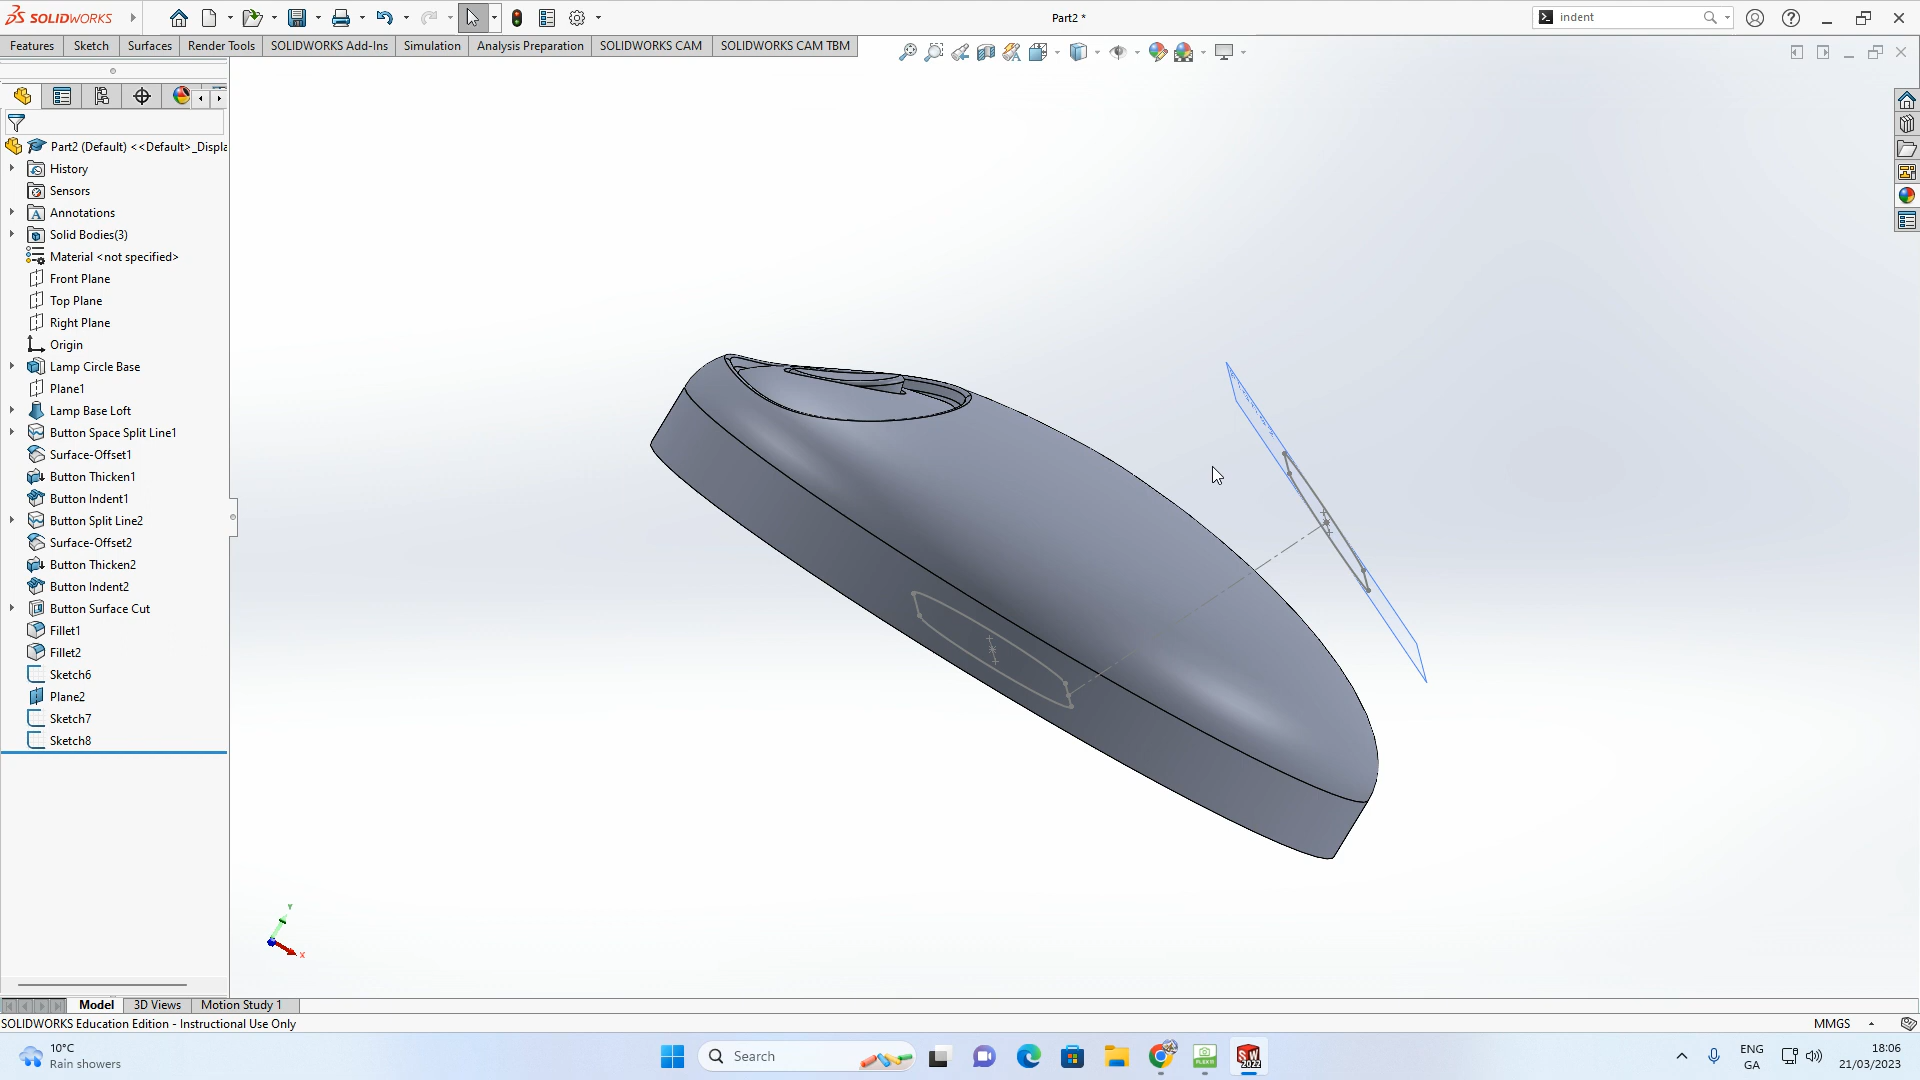 SOLIDWORKS
Part2 *
indent
Features
Sketch
Surfaces
Render Tools
SOLIDWORKS Add-Ins
Simulation
Analysis Preparation
SOLIDWORKS CAM
SOLIDWORKS CAM TBM
Part2 (Default) <<Default>_Displa
History
Sensors
Annotations
Solid Bodies(3)
Material <not specified>
Front Plane
Top Plane
Right Plane
Origin
Lamp Circle Base
Plane1
Lamp Base Loft
Button Space Split Line1
Surface-Offset1
Button Thicken1
Button Indent1
Button Split Line2
Surface-Offset2
Button Thicken2
Button Indent2
Button Surface Cut
Fillet1
Fillet2
Sketch6
Plane2
Sketch7
Sketch8
Y
X
Model
3D Views
Motion Study 1
SOLIDWORKS Education Edition - Instructional Use Only
MMGS
10°C
Rain showers
Search
SW
2022
ENG
GA
18:06
21/03/2023